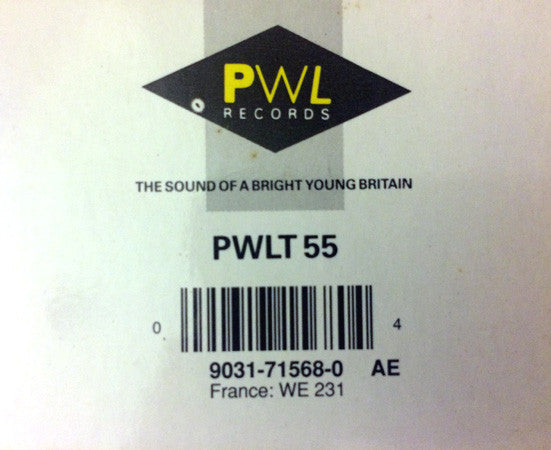 PWL
RECORDS
THE SOUND OF A BRIGHT YOUNG BRITAIN
PWLT 55
0 4
9031-71568-0 AE
France: WE 231